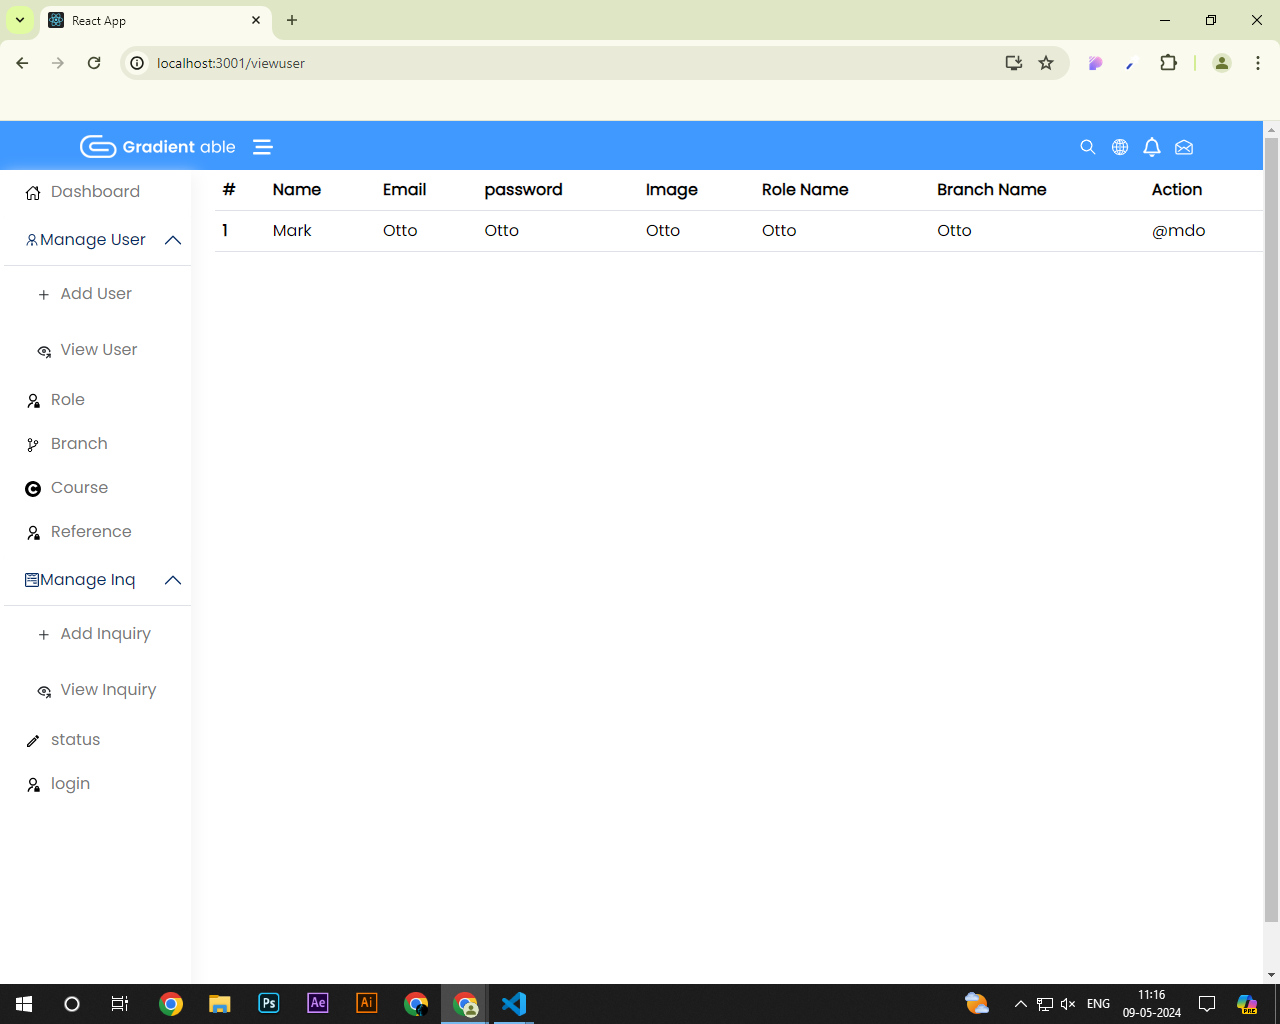 React App
localhost:3001/viewuser
Gradient able
# Name Email password Image Role Name Branch Name Action
1 Mark Otto Otto Otto Otto Otto @mdo
Dashboard
Manage User
Add User
View User
Role
Branch
Course
Reference
Manage Inq
Add Inquiry
View Inquiry
status
login
Ps Ae Ai ENG 11:16
09-05-2024
PRE